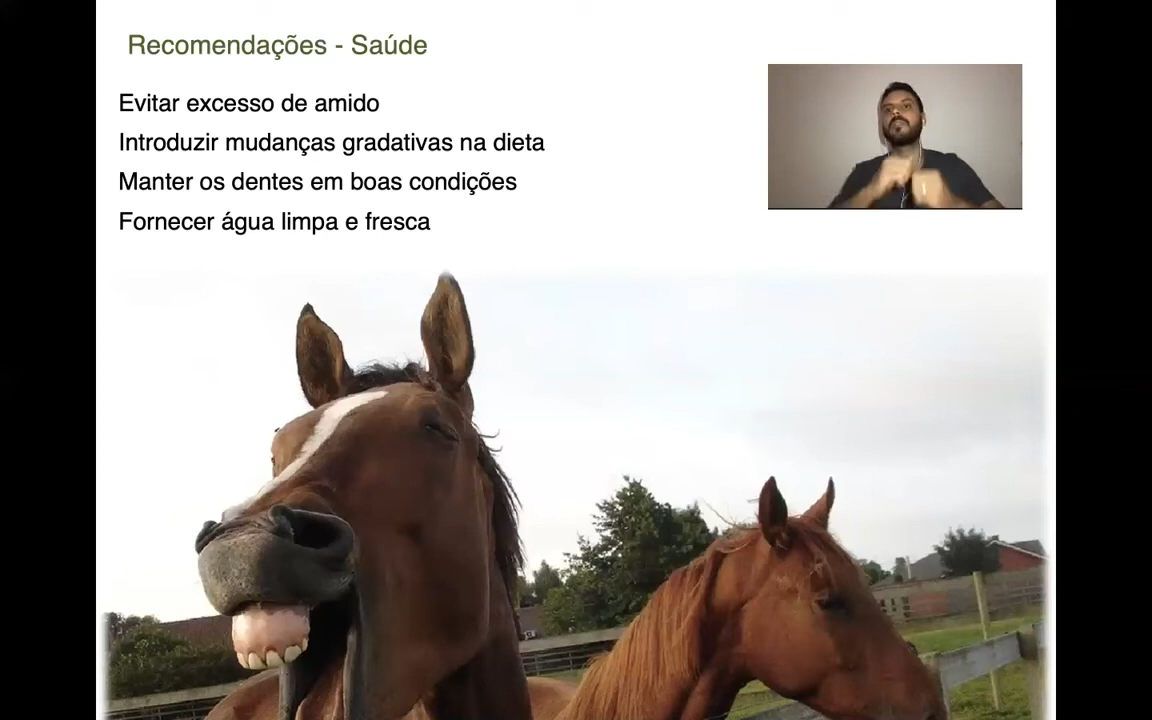 Recomendações - Saúde
Evitar excesso de amido
Introduzir mudanças gradativas na dieta
Manter os dentes em boas condições
Fornecer água limpa e fresca